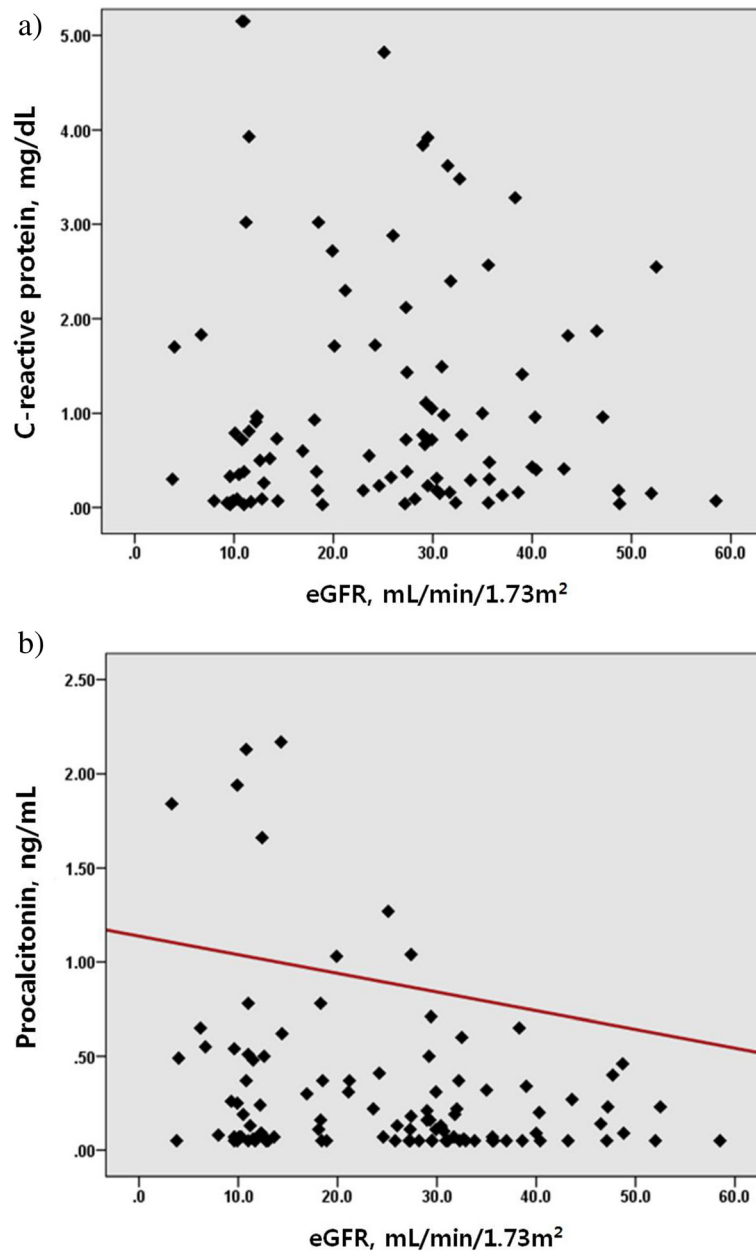 a)
C-reactive protein, mg/dL
5.00
4.00
3.00
2.00
1.00
.00
.0 10.0 20.0 30.0 40.0 50.0 60.0
eGFR, mL/min/1.73m²
b)
Procalcitonin, ng/mL
2.50
2.00
1.50
1.00
.50
.00
.0 10.0 20.0 30.0 40.0 50.0 60.0
eGFR, mL/min/1.73m²